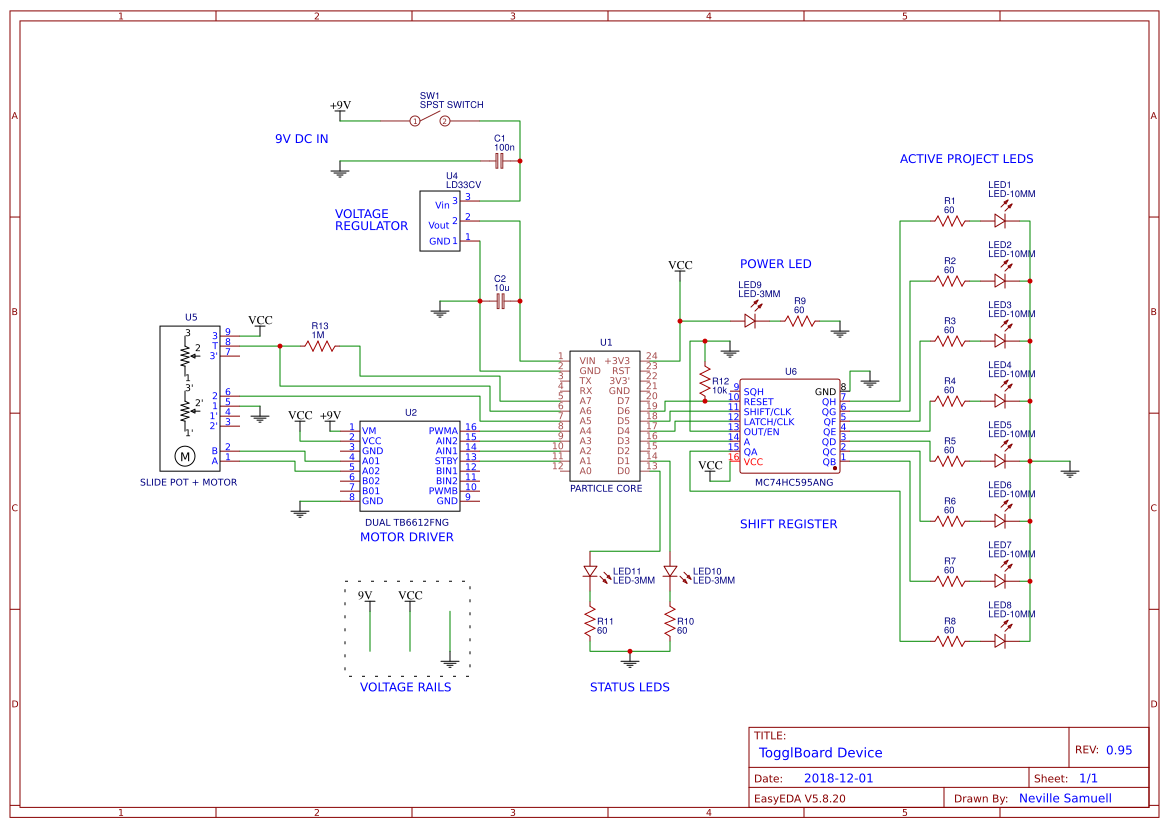 1 2 3 4 5
A A
B B
C C
D D
1 2 3 4 5
+9V
SW1
SPST SWITCH
1 2
9V DC IN
C1
100n
U4
LD33CV
Vin 3 3
Vout 2 2
GND 1 1
VOLTAGE
REGULATOR
C2
10u
U5
3 9
T 8
3' 7
2 6
1 5
1' 4
2' 3
B 2
A 1
3
2
1
3'
2'
1'
M
SLIDE POT + MOTOR
VCC
R13
1M
VCC +9V
U2
1 VM PWMA 16
2 VCC AIN2 15
3 GND AIN1 14
4 A01 STBY 13
5 A02 BIN1 12
6 B02 BIN2 11
7 B01 PWMB 10
8 GND GND 9
DUAL TB6612FNG
MOTOR DRIVER
U1
1 VIN +3V3 24
2 GND RST 23
3 TX 3V3' 22
4 RX GND 21
5 A7 D7 20
6 A6 D6 19
7 A5 D5 18
8 A4 D4 17
9 A3 D3 16
10 A2 D2 15
11 A1 D1 14
12 A0 D0 13
PARTICLE CORE
VCC
POWER LED
LED9
LED-3MM
R9
60
R12
10k
U6
9 SQH GND 8
10 RESET QH 7
11 SHIFT/CLK QG 6
12 LATCH/CLK QF 5
13 OUT/EN QE 4
14 A QD 3
15 QA QC 2
16 VCC QB 1
VCC
MC74HC595ANG
SHIFT REGISTER
ACTIVE PROJECT LEDS
LED1
LED-10MM
R1
60
LED2
LED-10MM
R2
60
LED3
LED-10MM
R3
60
LED4
LED-10MM
R4
60
LED5
LED-10MM
R5
60
LED6
LED-10MM
R6
60
LED7
LED-10MM
R7
60
LED8
LED-10MM
R8
60
LED11
LED-3MM
LED10
LED-3MM
R11
60
R10
60
STATUS LEDS
9V VCC
VOLTAGE RAILS
TITLE:
TogglBoard Device
REV: 0.95
Date: 2018-12-01
Sheet: 1/1
EasyEDA V5.8.20
Drawn By: Neville Samuell